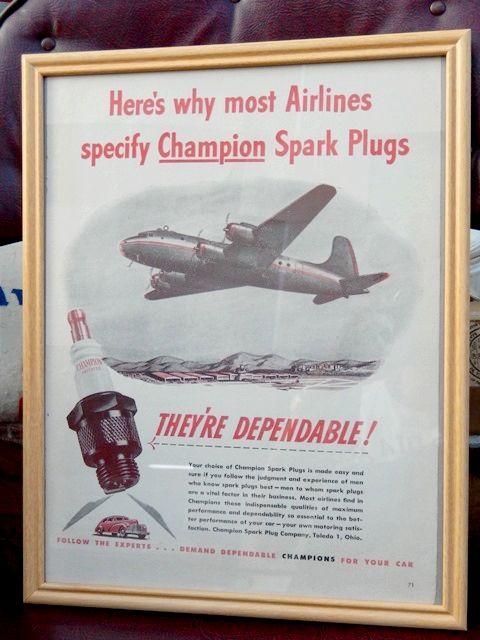 Here's why most Airlines
specify Champion Spark Plugs
CHAMPION
THEY'RE DEPENDABLE!
Your choice of Champion Spark Plugs is made easy and
sure if you follow the judgment and experience of men
who know spark plugs best—men to whom spark plugs
are a vital factor in their business. Most airlines find in
Champions these indispensable qualities of maximum
performance and dependability so essential to the bet-
ter performance of your car—your own motoring satis-
faction. Champion Spark Plug Company, Toledo 1, Ohio.
FOLLOW THE EXPERTS . . . DEMAND DEPENDABLE CHAMPIONS FOR YOUR CAR
71